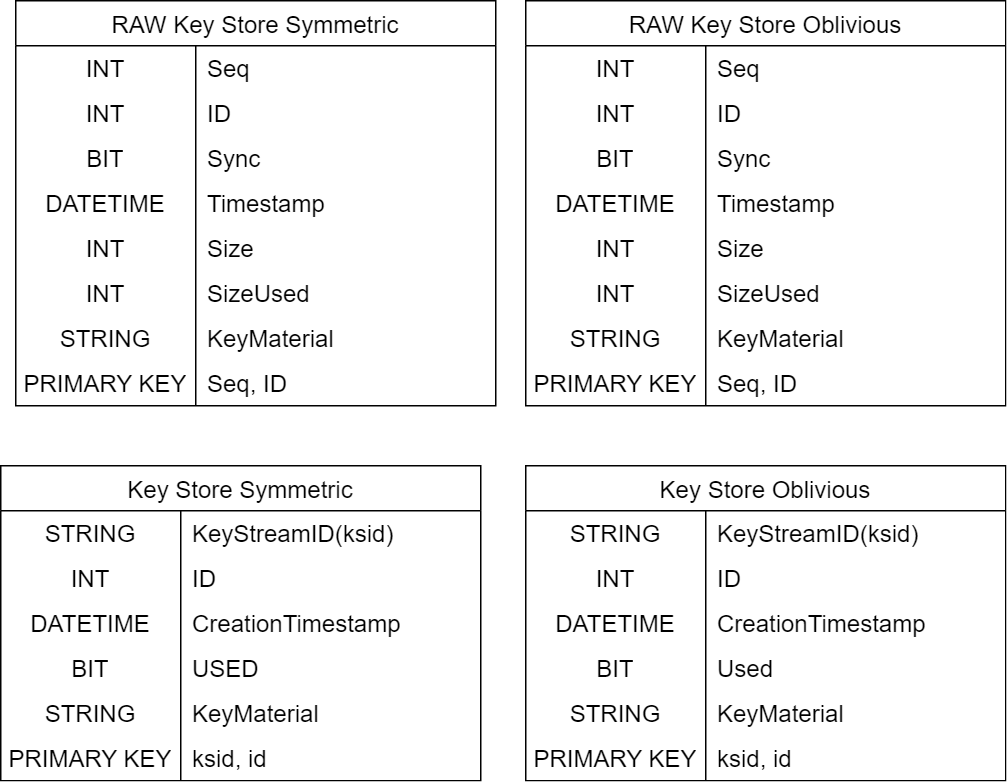 RAW Key Store Symmetric
INT Seq
INT ID
BIT Sync
DATETIME Timestamp
INT Size
INT SizeUsed
STRING KeyMaterial
PRIMARY KEY Seq, ID
RAW Key Store Oblivious
INT Seq
INT ID
BIT Sync
DATETIME Timestamp
INT Size
INT SizeUsed
STRING KeyMaterial
PRIMARY KEY Seq, ID
Key Store Symmetric
STRING KeyStreamID(ksid)
INT ID
DATETIME CreationTimestamp
BIT USED
STRING KeyMaterial
PRIMARY KEY ksid, id
Key Store Oblivious
STRING KeyStreamID(ksid)
INT ID
DATETIME CreationTimestamp
BIT Used
STRING KeyMaterial
PRIMARY KEY ksid, id